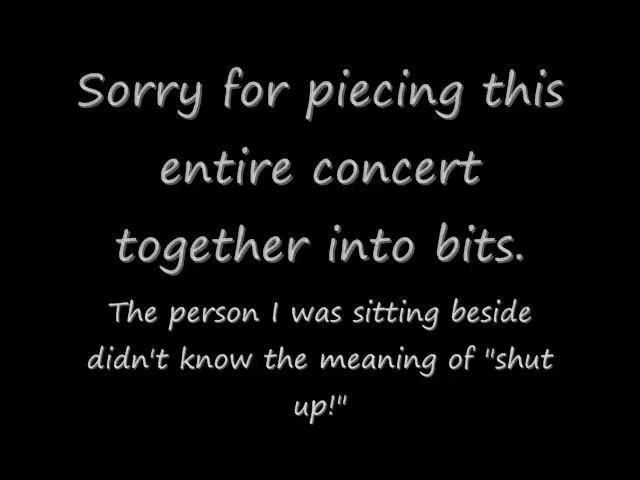 Sorry for piecing this
entire concert
together into bits.
The person I was sitting beside
didn't know the meaning of "shut
up!"